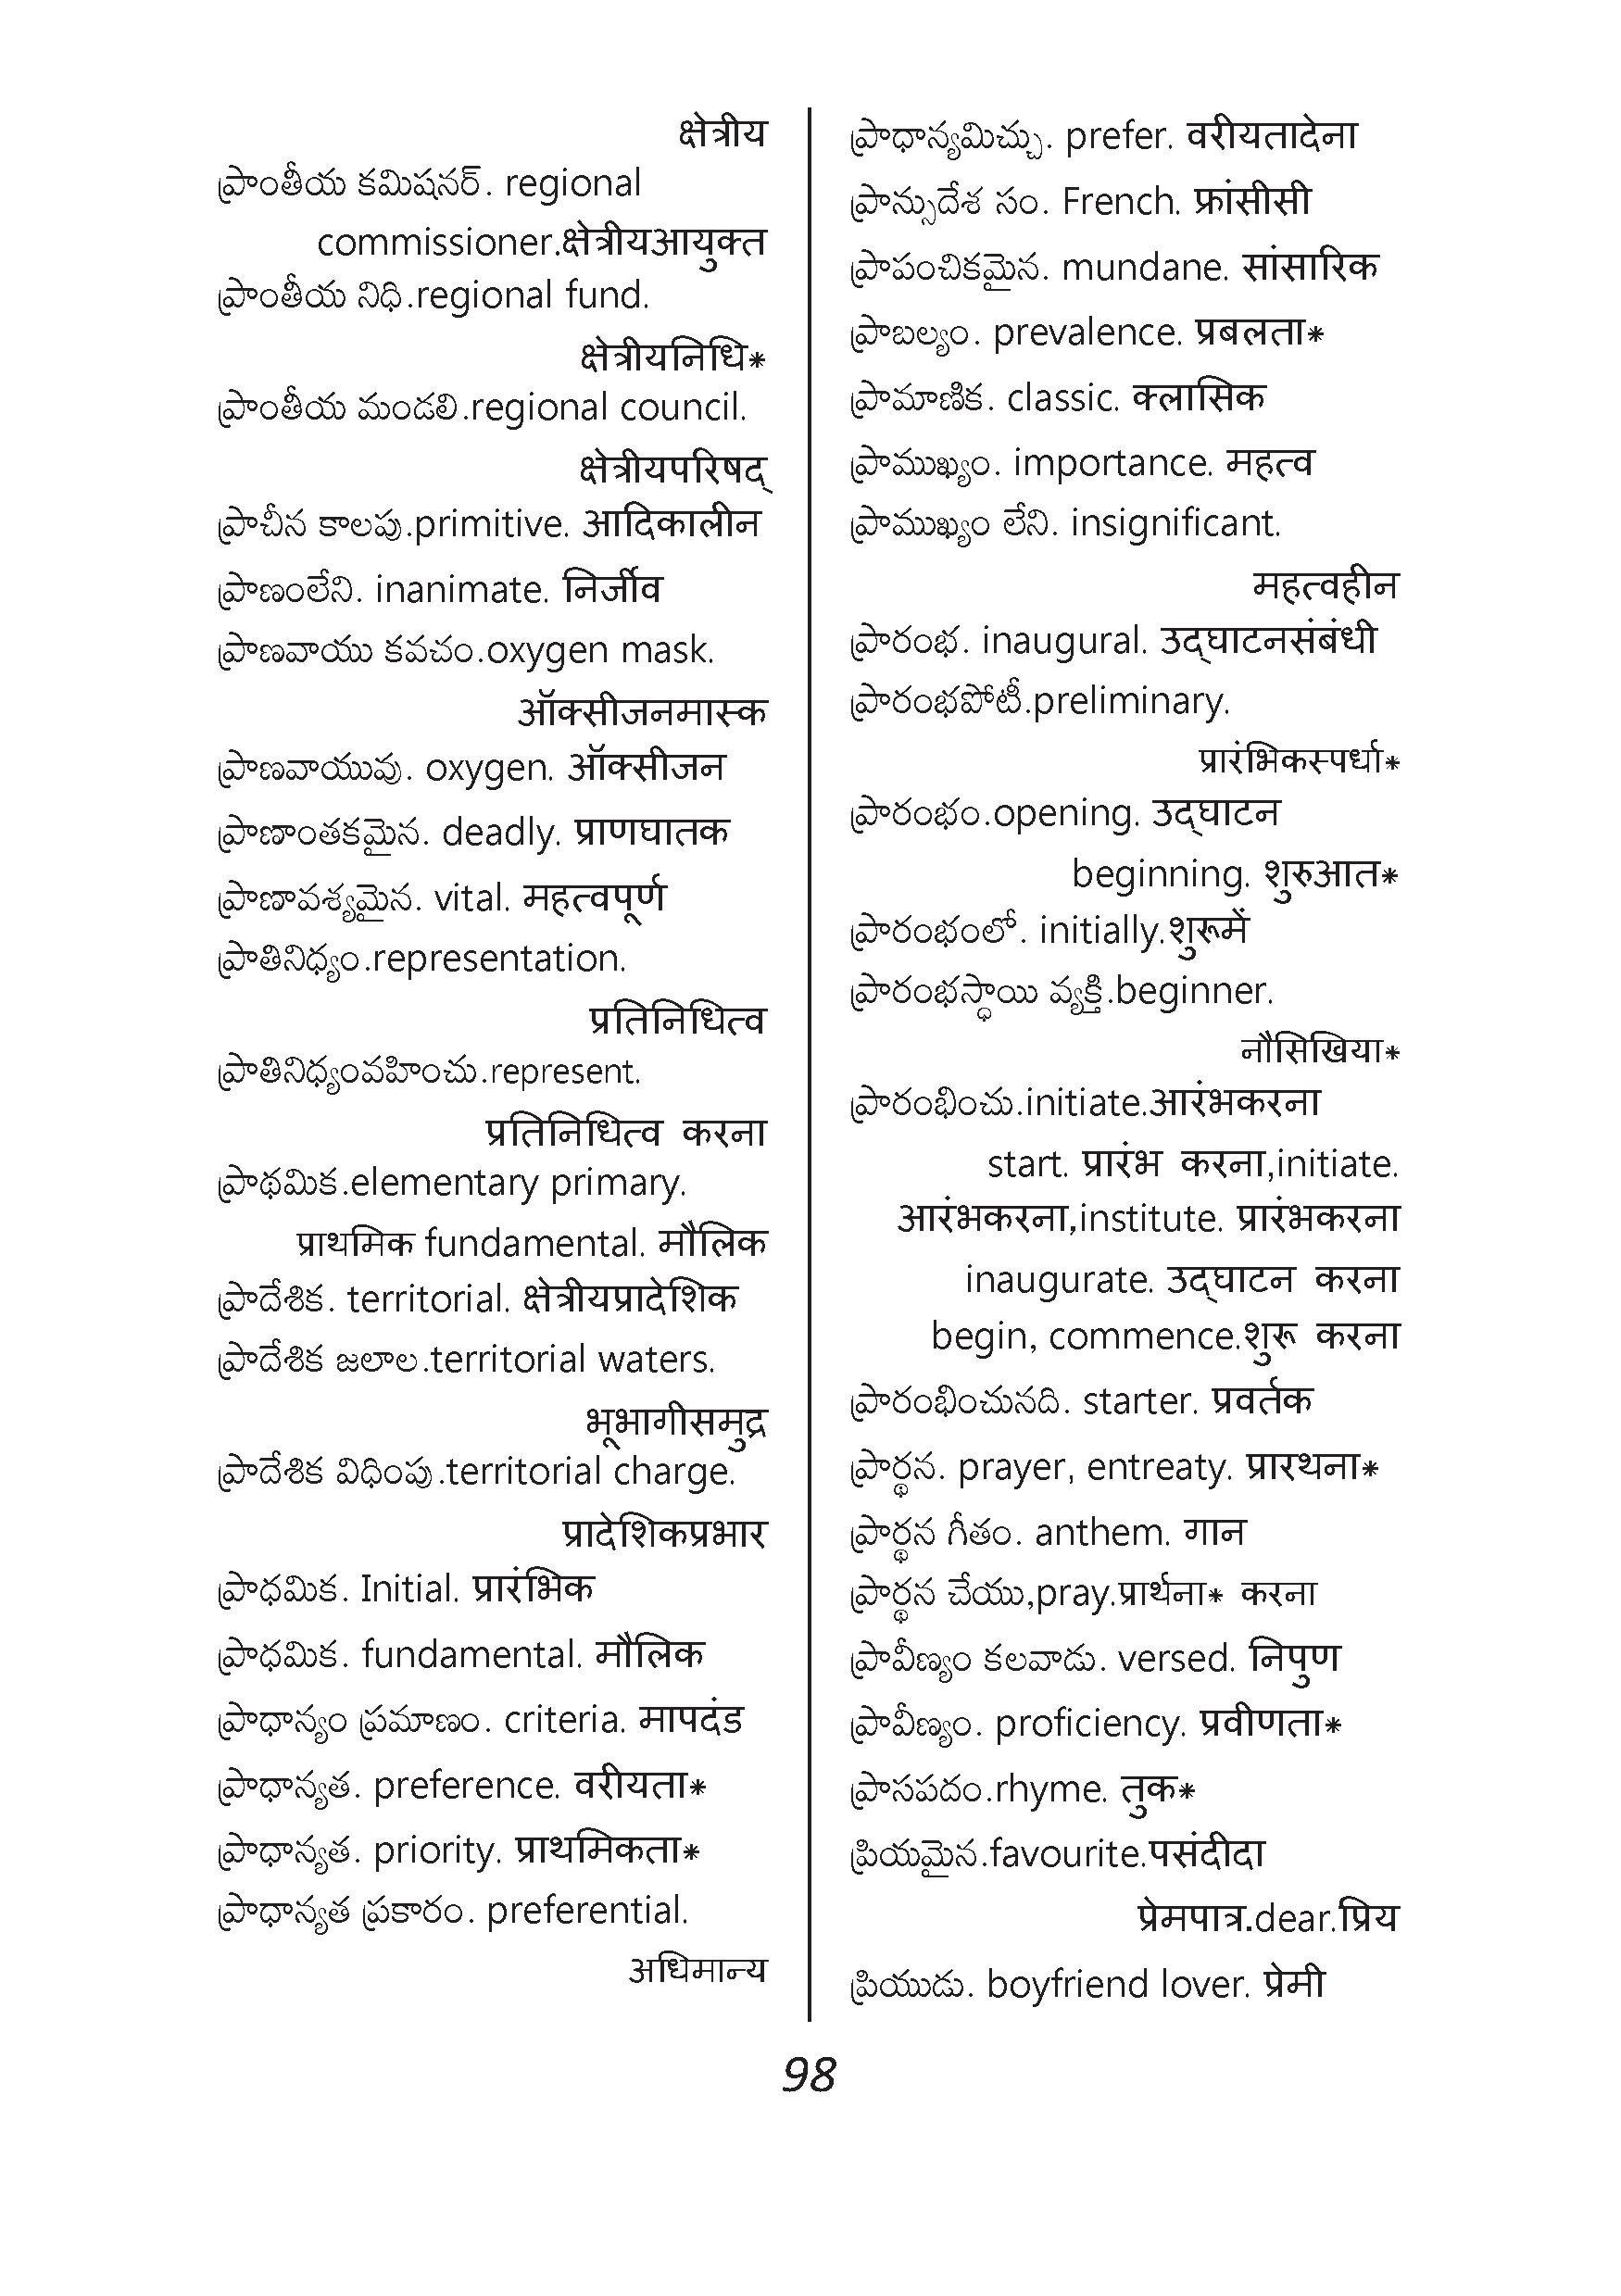 क्षेत्रीय
ప్రాంతీయ కమిషనర్. regional
commissioner.क्षेत्रीयआयुक्त
ప్రాంతీయ నిధి.regional fund.
क्षेत्रीयनिधि*
ప్రాంతీయ మండలి.regional council.
क्षेत्रीयपरिषद्
ప్రాచీన కాలపు.primitive. आदिकालीन
ప్రాణంలేని. inanimate. निर्जीव
ప్రాణవాయు కవచం.oxygen mask.
ऑक्सीजनमास्क
ప్రాణవాయువు. oxygen. ऑक्सीजन
ప్రాణాంతకమైన. deadly. प्राणघातक
ప్రాణావశ్యమైన. vital. महत्वपूर्ण
ప్రాతినిధ్యం.representation.
प्रतिनिधित्व
ప్రాతినిధ్యంవహించు.represent.
प्रतिनिधित्व करना
ప్రాథమిక.elementary primary.
प्राथमिक fundamental. मौलिक
ప్రాదేశిక. territorial. क्षेत्रीयप्रादेशिक
ప్రాదేశిక జలాల.territorial waters.
भूभागीसमुद्र
ప్రాదేశిక విధింపు.territorial charge.
प्रादेशिकप्रभार
ప్రాధమిక. Initial. प्रारंभिक
ప్రాధమిక. fundamental. मौलिक
ప్రాధాన్యం ప్రమాణం. criteria. मापदंड
ప్రాధాన్యత. preference. वरीयता*
ప్రాధాన్యత. priority. प्राथमिकता*
ప్రాధాన్యత ప్రకారం. preferential.
अधिमान्य
ప్రాధాన్యమిచ్చు. prefer. वरीयतादेना
ప్రాన్సుదేశ సం. French. फ्रांसीसी
ప్రాపంచికమైన. mundane. सांसारिक
ప్రాబల్యం. prevalence. प्रबलता*
ప్రామాణిక. classic. क्लासिक
ప్రాముఖ్యం. importance. महत्व
ప్రాముఖ్యం లేని. insignificant.
महत्वहीन
ప్రారంభ. inaugural. उद्घाटनसंबंधी
ప్రారంభపోటీ.preliminary.
प्रारंभिकस्पर्धा*
ప్రారంభం.opening. उद्घाटन
beginning. शुरुआत*
ప్రారంభంలో. initially.शुरूमें
ప్రారంభస్థాయి వ్యక్తి.beginner.
नौसिखिया*
ప్రారంభించు.initiate.आरंभकरना
start. प्रारंभ करना,initiate.
आरंभकरना,institute. प्रारंभकरना
inaugurate. उद्घाटन करना
begin, commence.शुरू करना
ప్రారంభించునది. starter. प्रवर्तक
ప్రార్థన. prayer, entreaty. प्रारथना*
ప్రార్థన గీతం. anthem. गान
ప్రార్థన చేయు,pray.प्रार्थना* करना
ప్రావీణ్యం కలవాడు. versed. निपुण
ప్రావీణ్యం. proficiency. प्रवीणता*
ప్రాసపదం.rhyme. तुक*
ప్రియమైన.favourite.पसंदीदा
प्रेमपात्र.dear.प्रिय
ప్రియుడు. boyfriend lover. प्रेमी
98